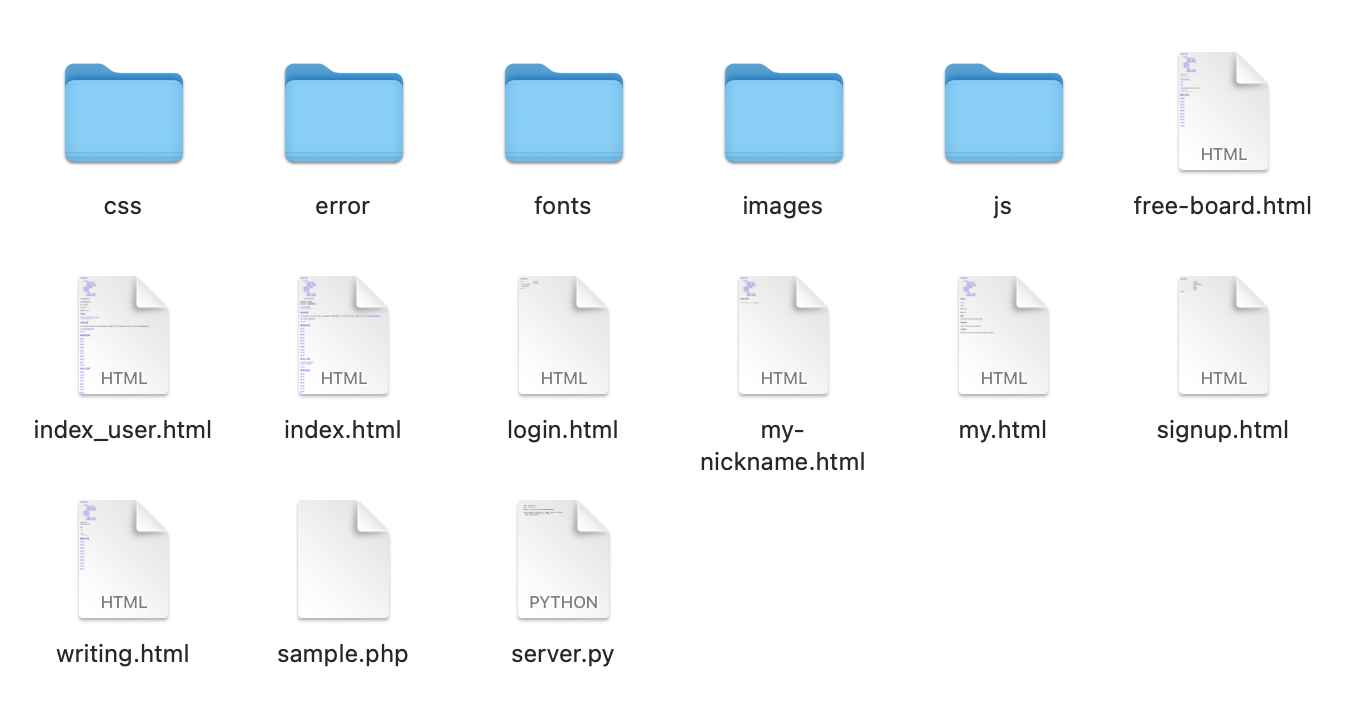 css
error
fonts
images
js
HTML
free-board.html
HTML
index_user.html
HTML
index.html
HTML
login.html
HTML
my-
nickname.html
HTML
my.html
HTML
signup.html
HTML
writing.html
sample.php
PYTHON
server.py